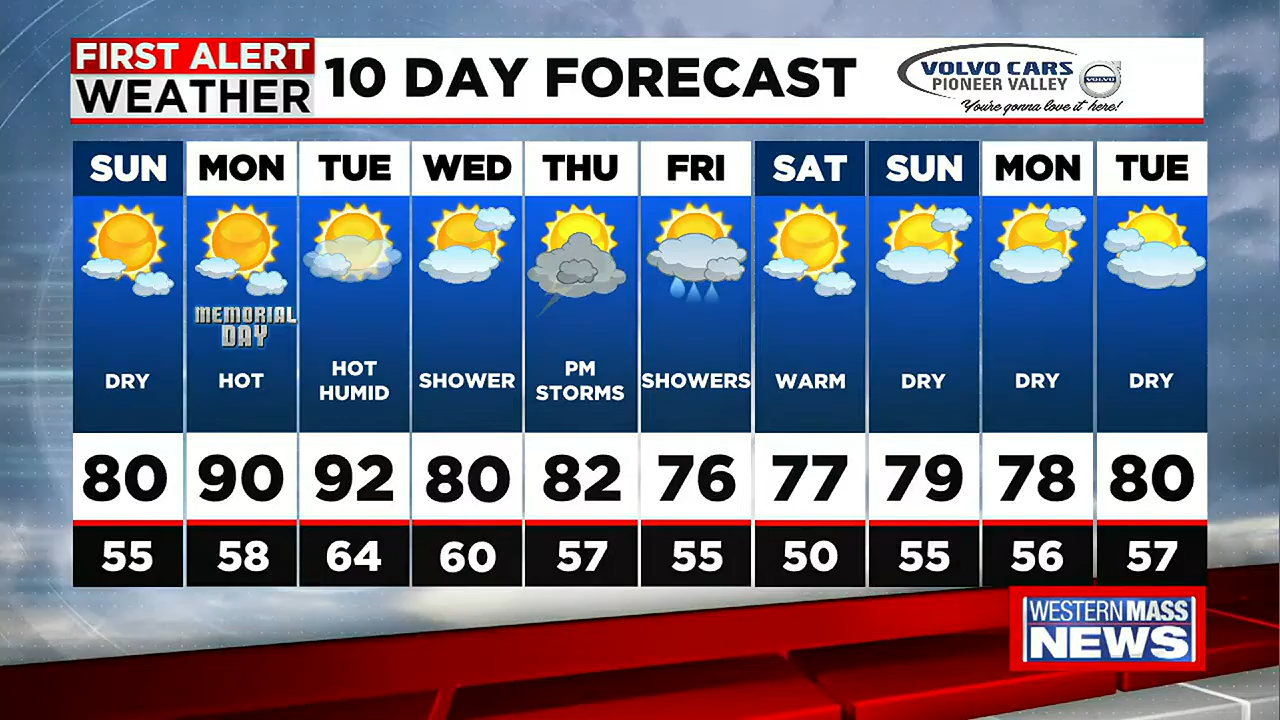 FIRST ALERT
WEATHER
10 DAY FORECAST
VOLVO CARS
PIONEER VALLEY
VOLVO
You're gonna love it here!
SUN MON TUE WED THU FRI SAT SUN MON TUE
MEMORIAL
DAY
DRY HOT HOT HUMID SHOWER PM STORMS SHOWERS WARM DRY DRY DRY
80 90 92 80 82 76 77 79 78 80
55 58 64 60 57 55 50 55 56 57
WESTERN MASS
NEWS